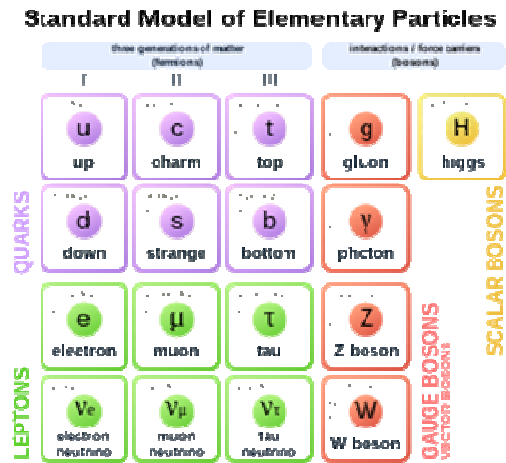 Standard Model of Elementary Particles
three generations of matter
(fermions)
interactions / force carriers
(bosons)
I II III
u c t g H
up charm top gluon higgs
d s b γ
down strange bottom photon
e μ τ Z
electron muon tau Z boson
νe νμ ντ W
electron neutrino muon neutrino tau neutrino W boson
QUARKS
LEPTONS
GAUGE BOSONS
VECTOR BOSONS
SCALAR BOSONS